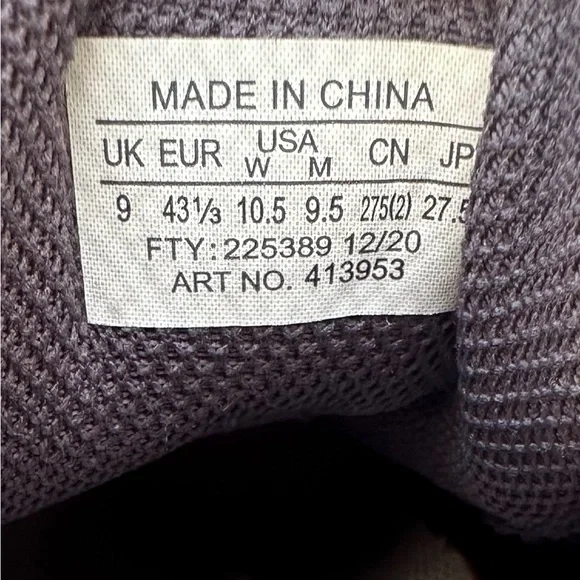 MADE IN CHINA
UK EUR USA CN JP
W M
9 43⅓ 10.5 9.5 275(2) 27.5
FTY: 225389 12/20
ART NO. 413953